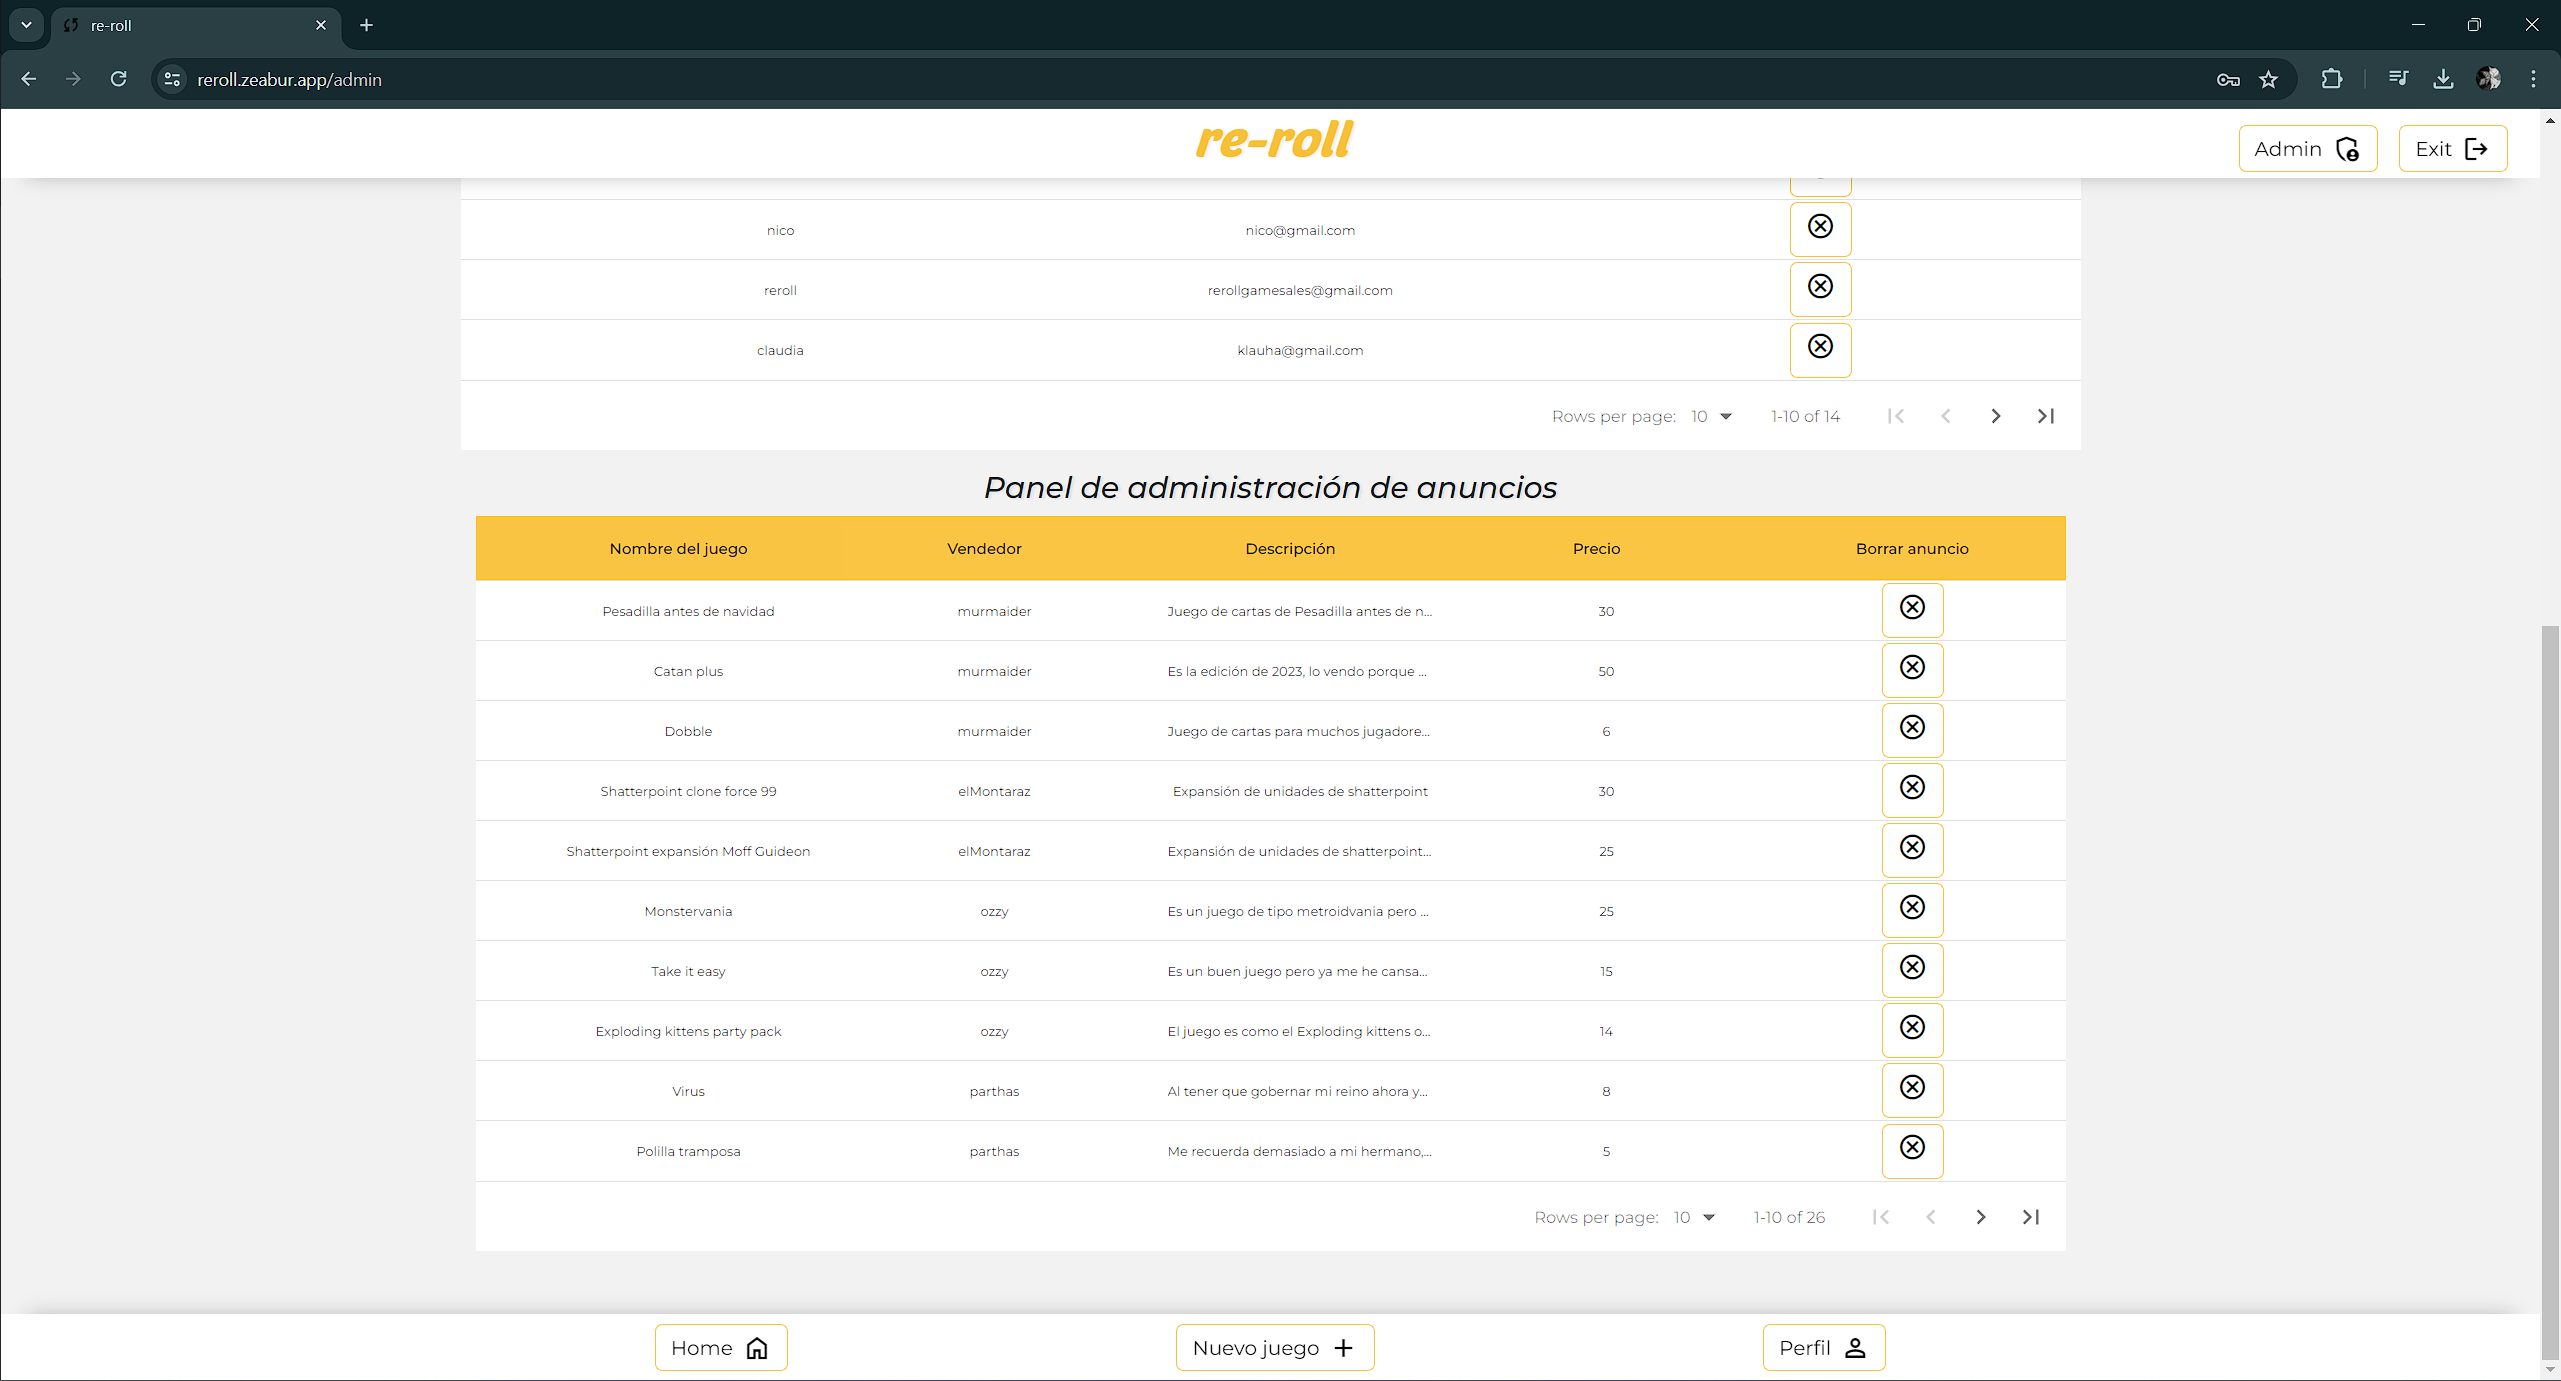 re-roll
reroll.zeabur.app/admin
re-roll
Admin
Exit
nico nico@gmail.com
reroll rerollgamesales@gmail.com
claudia klauha@gmail.com
Rows per page: 10 1-10 of 14
Panel de administración de anuncios
Nombre del juego Vendedor Descripción Precio Borrar anuncio
Pesadilla antes de navidad murmaider Juego de cartas de Pesadilla antes de n... 30
Catan plus murmaider Es la edición de 2023, lo vendo porque ... 50
Dobble murmaider Juego de cartas para muchos jugadore... 6
Shatterpoint clone force 99 elMontaraz Expansión de unidades de shatterpoint 30
Shatterpoint expansión Moff Guideon elMontaraz Expansión de unidades de shatterpoint... 25
Monstervania ozzy Es un juego de tipo metroidvania pero ... 25
Take it easy ozzy Es un buen juego pero ya me he cansa... 15
Exploding kittens party pack ozzy El juego es como el Exploding kittens o... 14
Virus parthas Al tener que gobernar mi reino ahora y... 8
Polilla tramposa parthas Me recuerda demasiado a mi hermano,... 5
Rows per page: 10 1-10 of 26
Home
Nuevo juego
Perfil